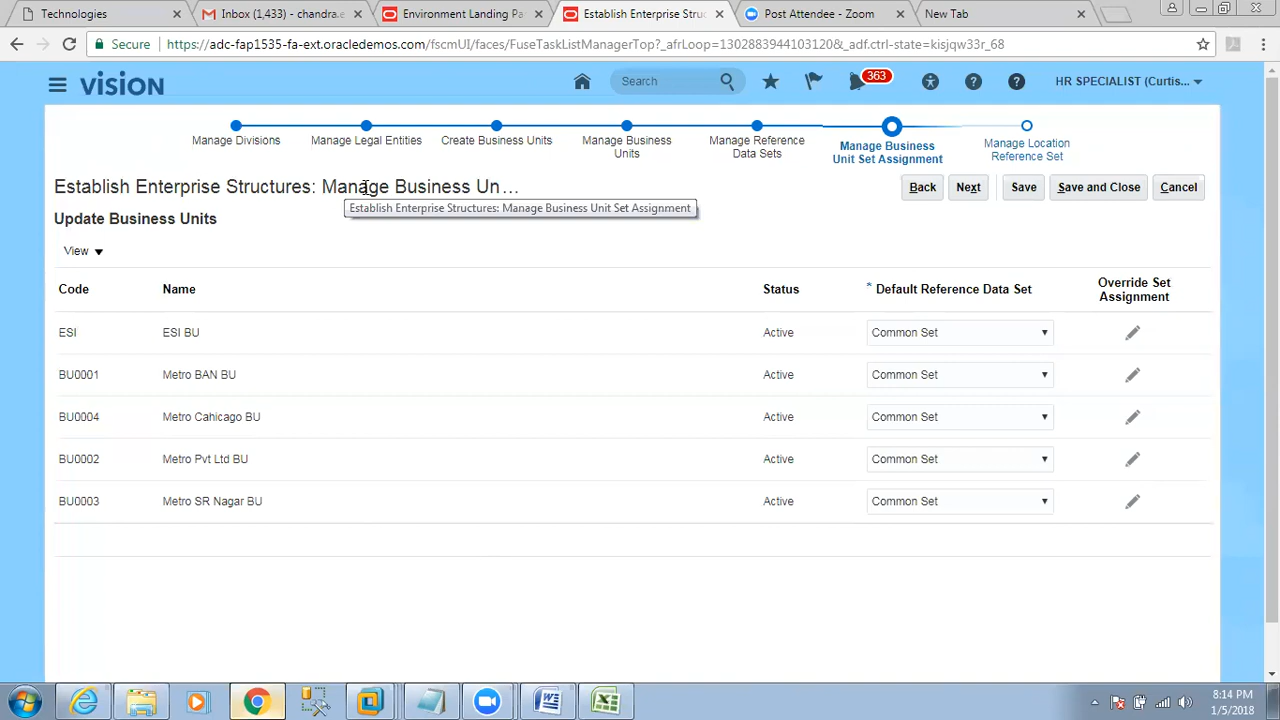 Technologies
Inbox (1,433) - chandra.e
Environment Landing Pa
Establish Enterprise Struc
Post Attendee - Zoom
New Tab
Secure
https://adc-fap1535-fa-ext.oracledemos.com/fscmUI/faces/FuseTaskListManagerTop?_afrLoop=1303883944103120&_adf.ctrl-state=kisjqw33r_68
vision
Search
363
HR SPECIALIST (Curtis...
Manage Divisions
Manage Legal Entities
Create Business Units
Manage Business
Units
Manage Reference
Data Sets
Manage Business
Unit Set Assignment
Manage Location
Reference Set
Establish Enterprise Structures: Manage Business Un...
Back
Next
Save
Save and Close
Cancel
Establish Enterprise Structures: Manage Business Unit Set Assignment
Update Business Units
View
Code
Name
Status
* Default Reference Data Set
Override Set
Assignment
ESI
ESI BU
Active
Common Set
BU0001
Metro BAN BU
Active
Common Set
BU0004
Metro Cahicago BU
Active
Common Set
BU0002
Metro Pvt Ltd BU
Active
Common Set
BU0003
Metro SR Nagar BU
Active
Common Set
8:14 PM
1/5/2018